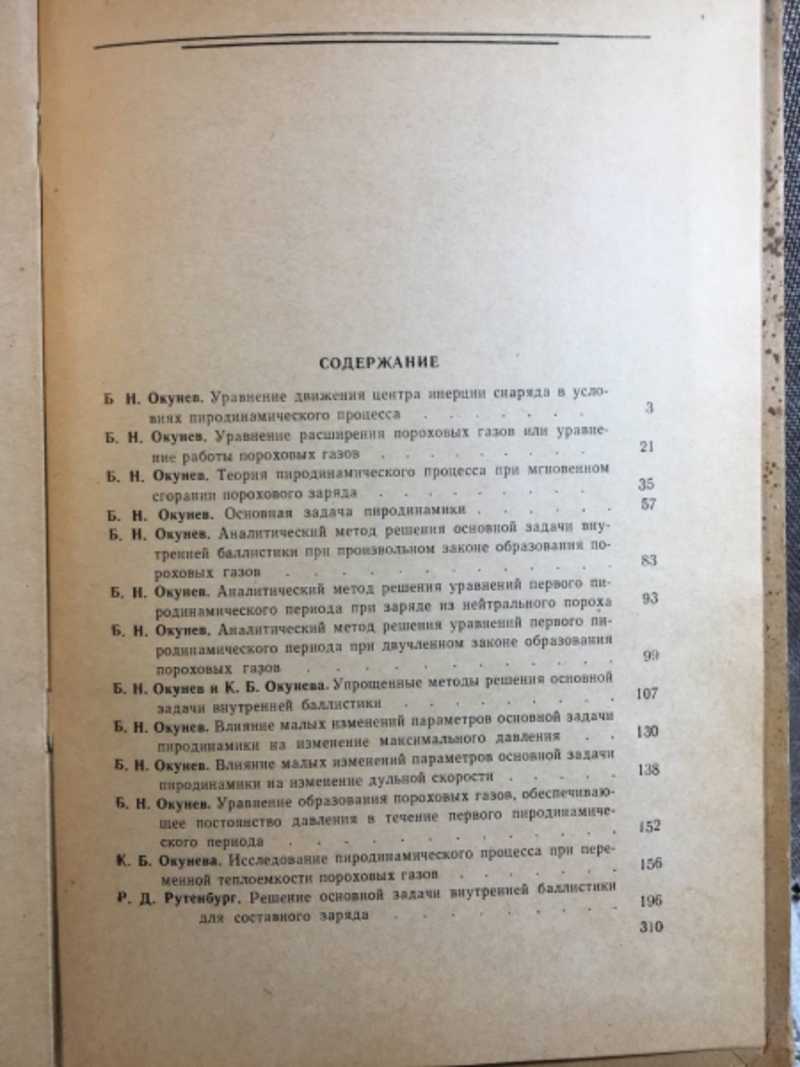 СОДЕРЖАНИЕ
Б Н. Окунев. Уравнение движения центра инерции снаряда в усло-
виях пиродинамического процесса . . . . . . . 3
Б. Н. Окунев. Уравнение расширения пороховых газов или уравне-
ние работы пороховых газов . . . . . . . . 21
Б. Н. Окунев. Теория пиродинамического процесса при мгновенном
сгорании порохового заряда . . . . . . . . 35
Б. Н. Окунев. Основная задача пиродинамики . . . . . . 57
Б. Н. Окунев. Аналитический метод решения основной задачи вну-
тренней баллистики при произвольном законе образования по-
роховых газов . . . . . . . . . . . 83
Б. Н. Окунев. Аналитический метод решения уравнений первого пи-
родинамического периода при заряде из нейтрального пороха 93
Б. Н. Окунев. Аналитический метод решения уравнений первого пи-
родинамического периода при двучленном законе образования
пороховых газов . . . . . . . . . . . 99
Б. Н. Окунев и К. Б. Окунева. Упрощенные методы решения основной
задачи внутренней баллистики . . . . . . . . 107
Б. Н. Окунев. Влияние малых изменений параметров основной задачи
пиродинамики на изменение максимального давления . . 130
Б. Н. Окунев. Влияние малых изменений параметров основной задачи
пиродинамики на изменение дульной скорости . . . . . 138
Б. Н. Окунев. Уравнение образования пороховых газов, обеспечиваю-
щее постоянство давления в течение первого пиродинамиче-
ского периода . . . . . . . . . . . 152
К. Б. Окунева. Исследование пиродинамического процесса при пере-
менной теплоемкости пороховых газов . . . . . . 156
Р. Д. Рутенбург. Решение основной задачи внутренней баллистики
для составного заряда . . . . . . . . 196
310